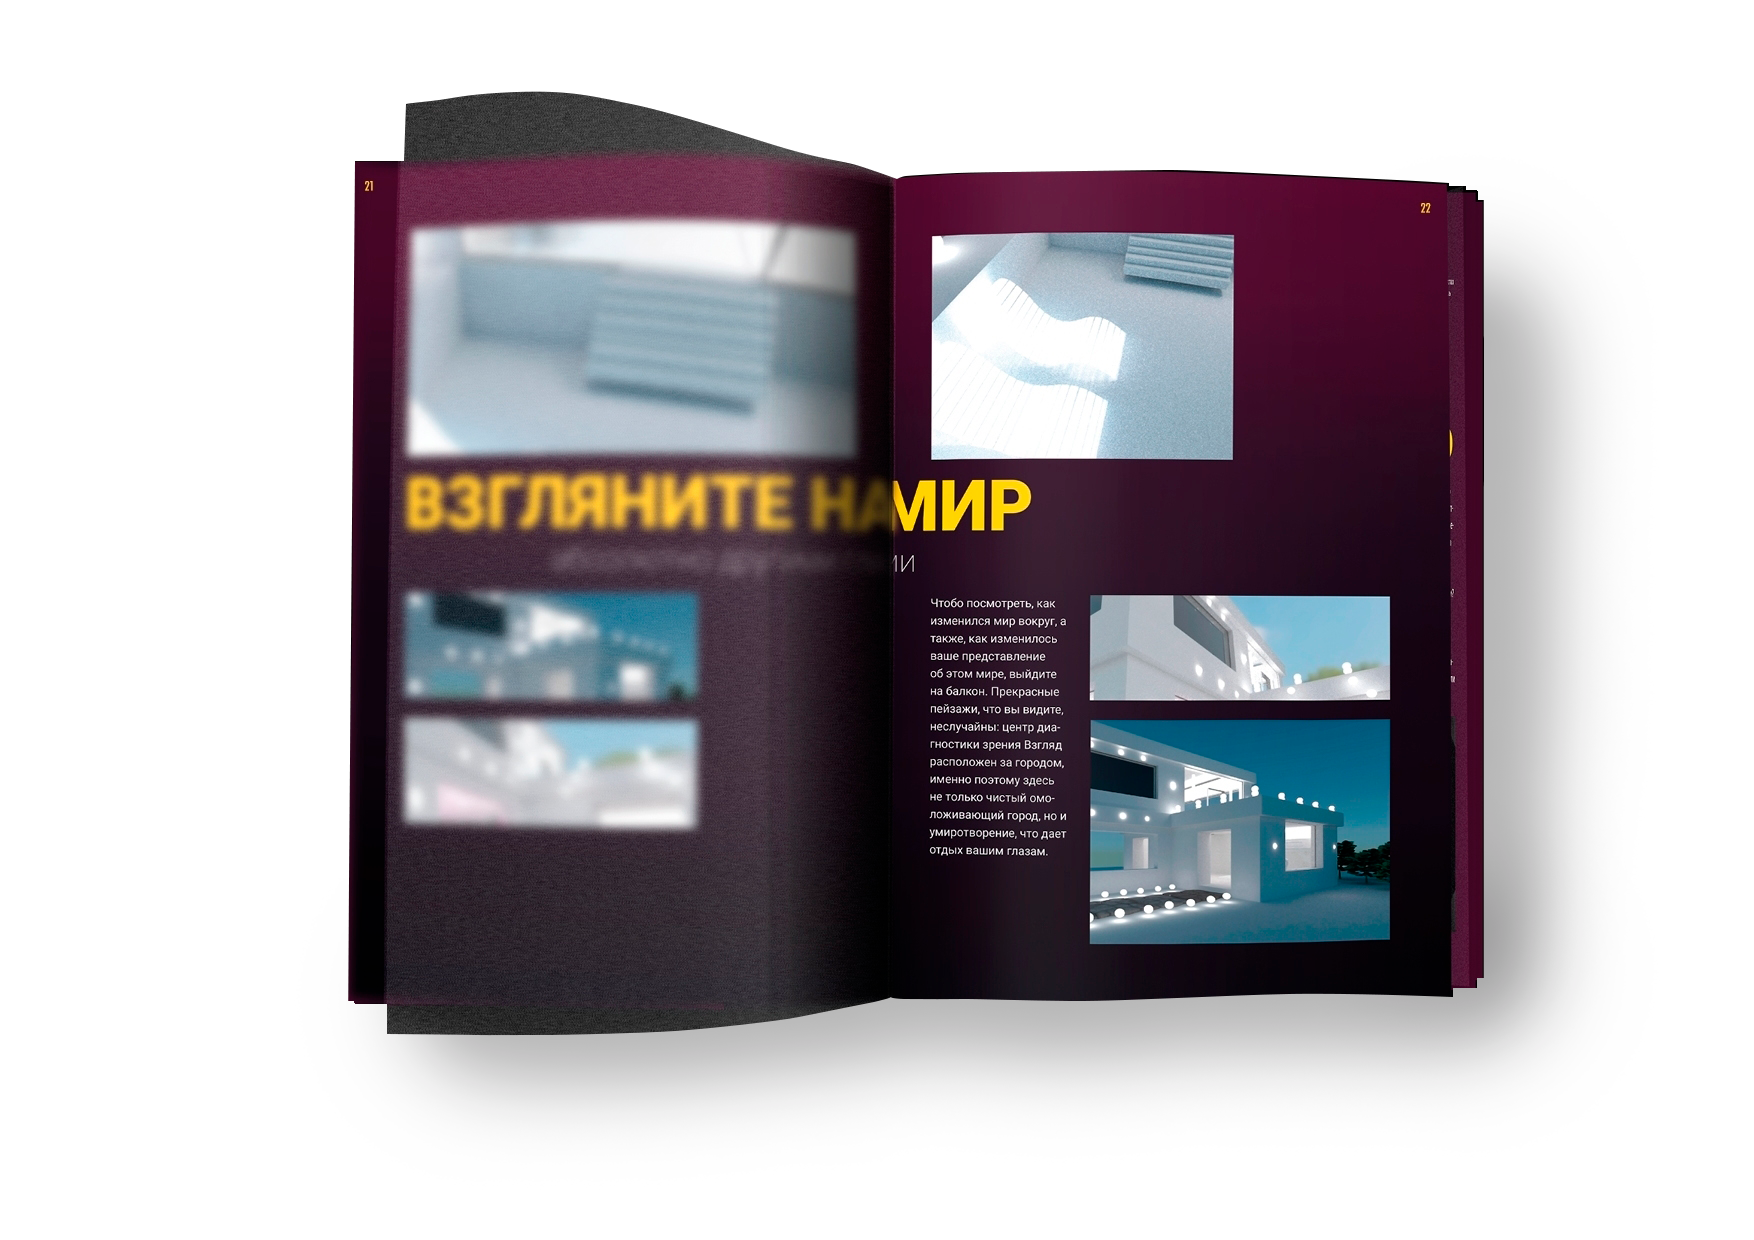 21
22
ВЗГЛЯНИТЕ НА МИР
Чтобо посмотреть, как
изменился мир вокруг, а
также, как изменилось
ваше представление
об этом мире, выйдите
на балкон. Прекрасные
пейзажи, что вы видите,
неслучайны: центр диа-
гностики зрения Взгляд
расположен за городом,
именно поэтому здесь
не только чистый омо-
ложивающий город, но и
умиротворение, что дает
отдых вашим глазам.